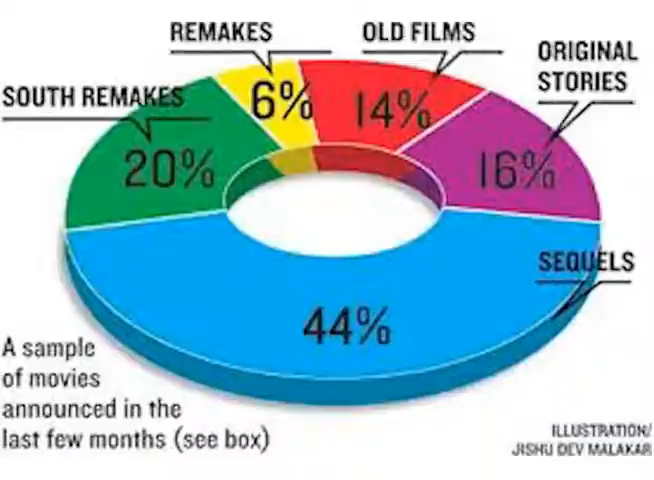 REMAKES
OLD FILMS
ORIGINAL
STORIES
SOUTH REMAKES
6%
14%
20%
16%
SEQUELS
44%
A sample
of movies
announced in the
last few months (see box)
ILLUSTRATION/
JISHU DEV MALAKAR